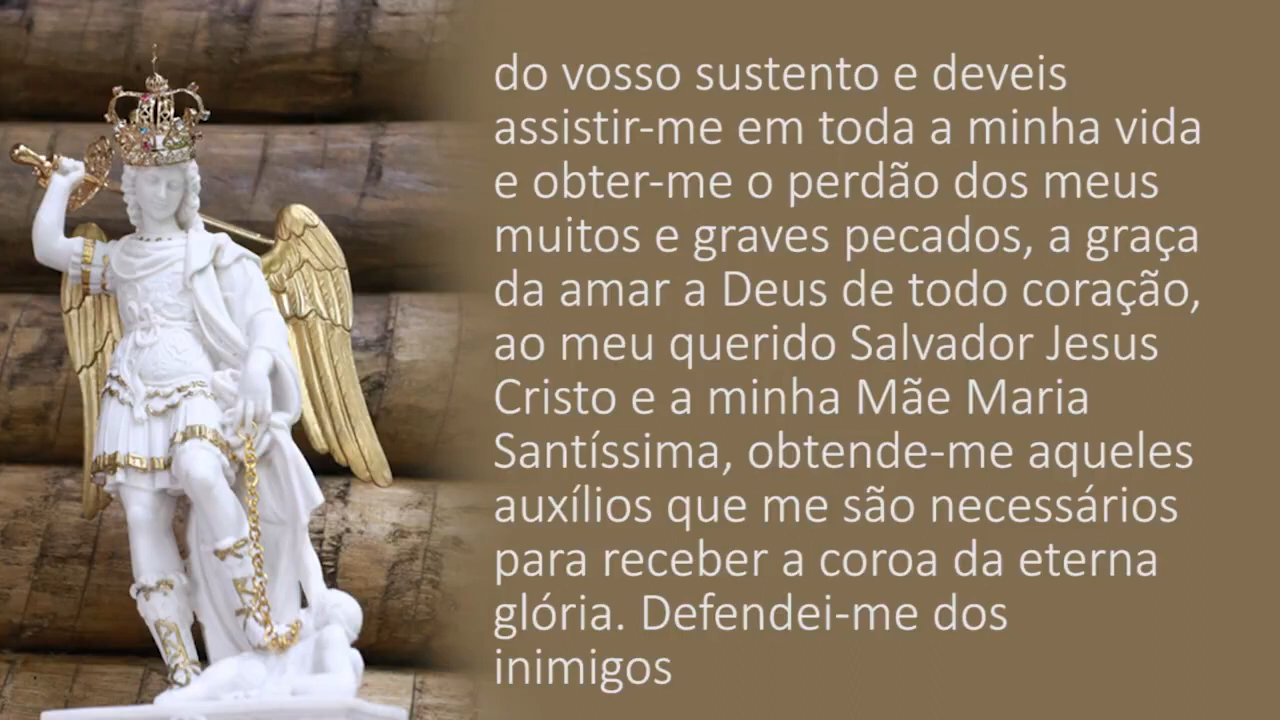 do vosso sustento e deveis
assistir-me em toda a minha vida
e obter-me o perdão dos meus
muitos e graves pecados, a graça
da amar a Deus de todo coração,
ao meu querido Salvador Jesus
Cristo e a minha Mãe Maria
Santíssima, obtende-me aqueles
auxílios que me são necessários
para receber a coroa da eterna
glória. Defendei-me dos
inimigos